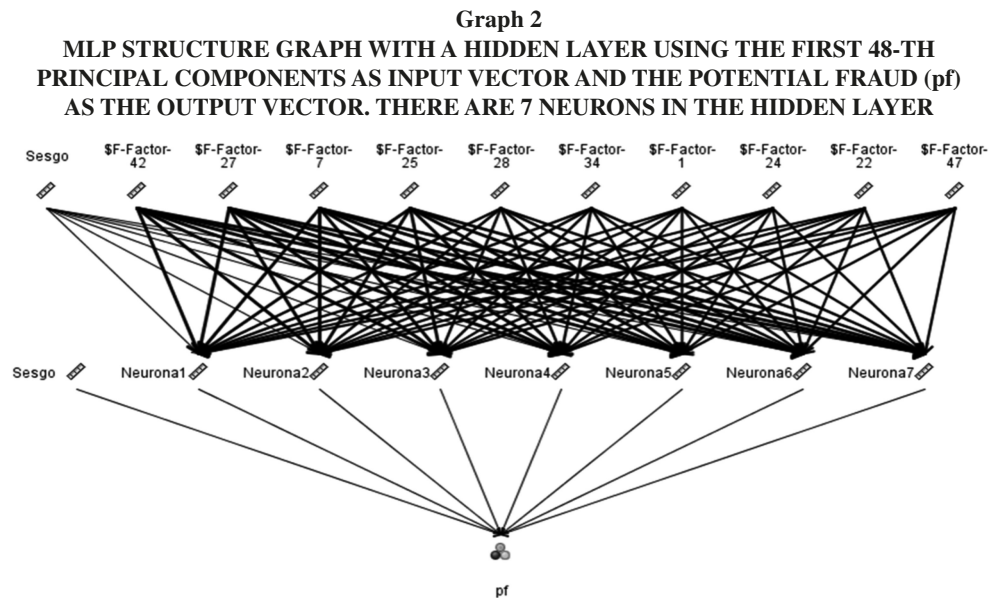 Graph 2
MLP STRUCTURE GRAPH WITH A HIDDEN LAYER USING THE FIRST 48-TH
PRINCIPAL COMPONENTS AS INPUT VECTOR AND THE POTENTIAL FRAUD (pf)
AS THE OUTPUT VECTOR. THERE ARE 7 NEURONS IN THE HIDDEN LAYER
Sesgo $F-Factor-42 $F-Factor-27 $F-Factor-7 $F-Factor-25 $F-Factor-28 $F-Factor-34 $F-Factor-1 $F-Factor-24 $F-Factor-22 $F-Factor-47
Sesgo Neurona1 Neurona2 Neurona3 Neurona4 Neurona5 Neurona6 Neurona7
pf